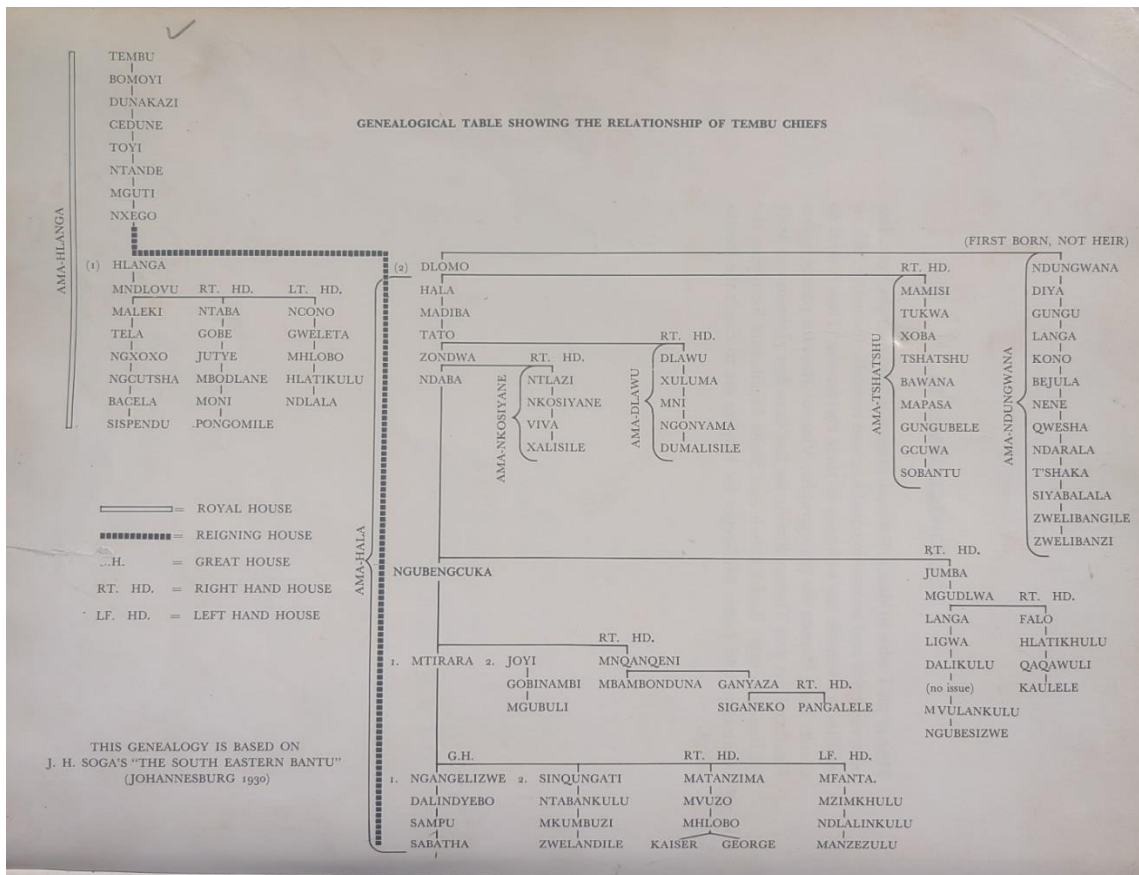 TEMBU
BOMOYI
DUNAKAZI
CEDUNE
TOYI
NTANDE
MGUTI
NXEGO
AMA-HLANGA
GENEALOGICAL TABLE SHOWING THE RELATIONSHIP OF TEMBU CHIEFS
(1) HLANGA
MNDLOVU RT. HD. LT. HD.
MALEKI NTABA NCONO
TELA GOBE GWELETA
NGXOXO JUTYE MHLOBO
NGCUTSHA MBODLANE HLATIKULU
BACELA MONI NDLALA
SISPENDU PONGOMILE
= ROYAL HOUSE
= REIGNING HOUSE
.H. = GREAT HOUSE
RT. HD. = RIGHT HAND HOUSE
LF. HD. = LEFT HAND HOUSE
THIS GENEALOGY IS BASED ON
J. H. SOGA'S "THE SOUTH EASTERN BANTU"
(JOHANNESBURG 1930)
AMA-HALA
(2) DLOMO
HALA
MADIBA
TATO
ZONDWA
NDABA
RT. HD.
NTLAZI
NKOSIYANE
VIVA
XALISILE
AMA-NKOSIYANE
RT. HD.
DLAWU
XULUMA
MNI
NGONYAMA
DUMALISILE
AMA-DLAWU
RT. HD.
MAMISI
TUKWA
XOBA
TSHATSHU
BAWANA
MAPASA
GUNGUBELE
GCUWA
SOBANTU
AMA-TSHATSHU
(FIRST BORN, NOT HEIR)
NDUNGWANA
DIYA
GUNGU
LANGA
KONO
BEJULA
NENE
QWESHA
NDARALA
T'SHAKA
SIYABALALA
ZWELIBANGILE
ZWELIBANZI
AMA-NDUNGWANA
NGUBENGCUKA
RT. HD.
JUMBA
MGUDLWA RT. HD.
LANGA FALO
LIGWA HLATIKHULU
DALIKULU QAQAWULI
(no issue) KAULELE
MVULANKULU
NGUBESIZWE
RT. HD.
1. MTIRARA 2. JOYI MNQANQENI
GOBINAMBI MBAMBONDUNA GANYAZA RT. HD.
MGUBULI SIGANEKO PANGALELE
G.H. RT. HD. LF. HD.
1. NGANGELIZWE 2. SINQUNGATI MATANZIMA MFANTA.
DALINDYEBO NTABANKULU MVUZO MZIMKHULU
SAMPU MKUMBUZI MHLOBO NDLALINKULU
SABATHA ZWELANDILE KAISER GEORGE MANZEZULU